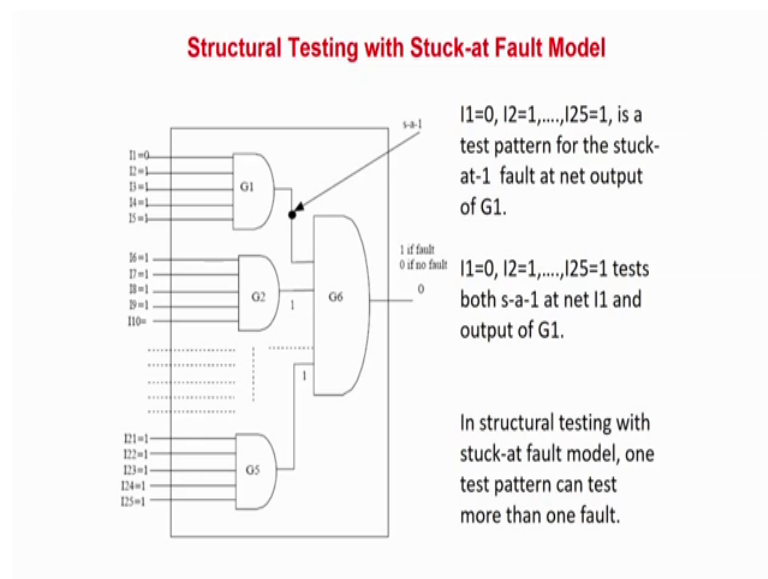 Structural Testing with Stuck-at Fault Model
s-a-1
I1=0
I2=1
I3=1
I4=1
I5=1
G1
I6=1
I7=1
I8=1
I9=1
I10=
G2
1
G6
1 if fault
0 if no fault
0
1
I21=1
I22=1
I23=1
I24=1
I25=1
G5
I1=0, I2=1,....,I25=1, is a
test pattern for the stuck-
at-1 fault at net output
of G1.
I1=0, I2=1,....,I25=1 tests
both s-a-1 at net I1 and
output of G1.
In structural testing with
stuck-at fault model, one
test pattern can test
more than one fault.